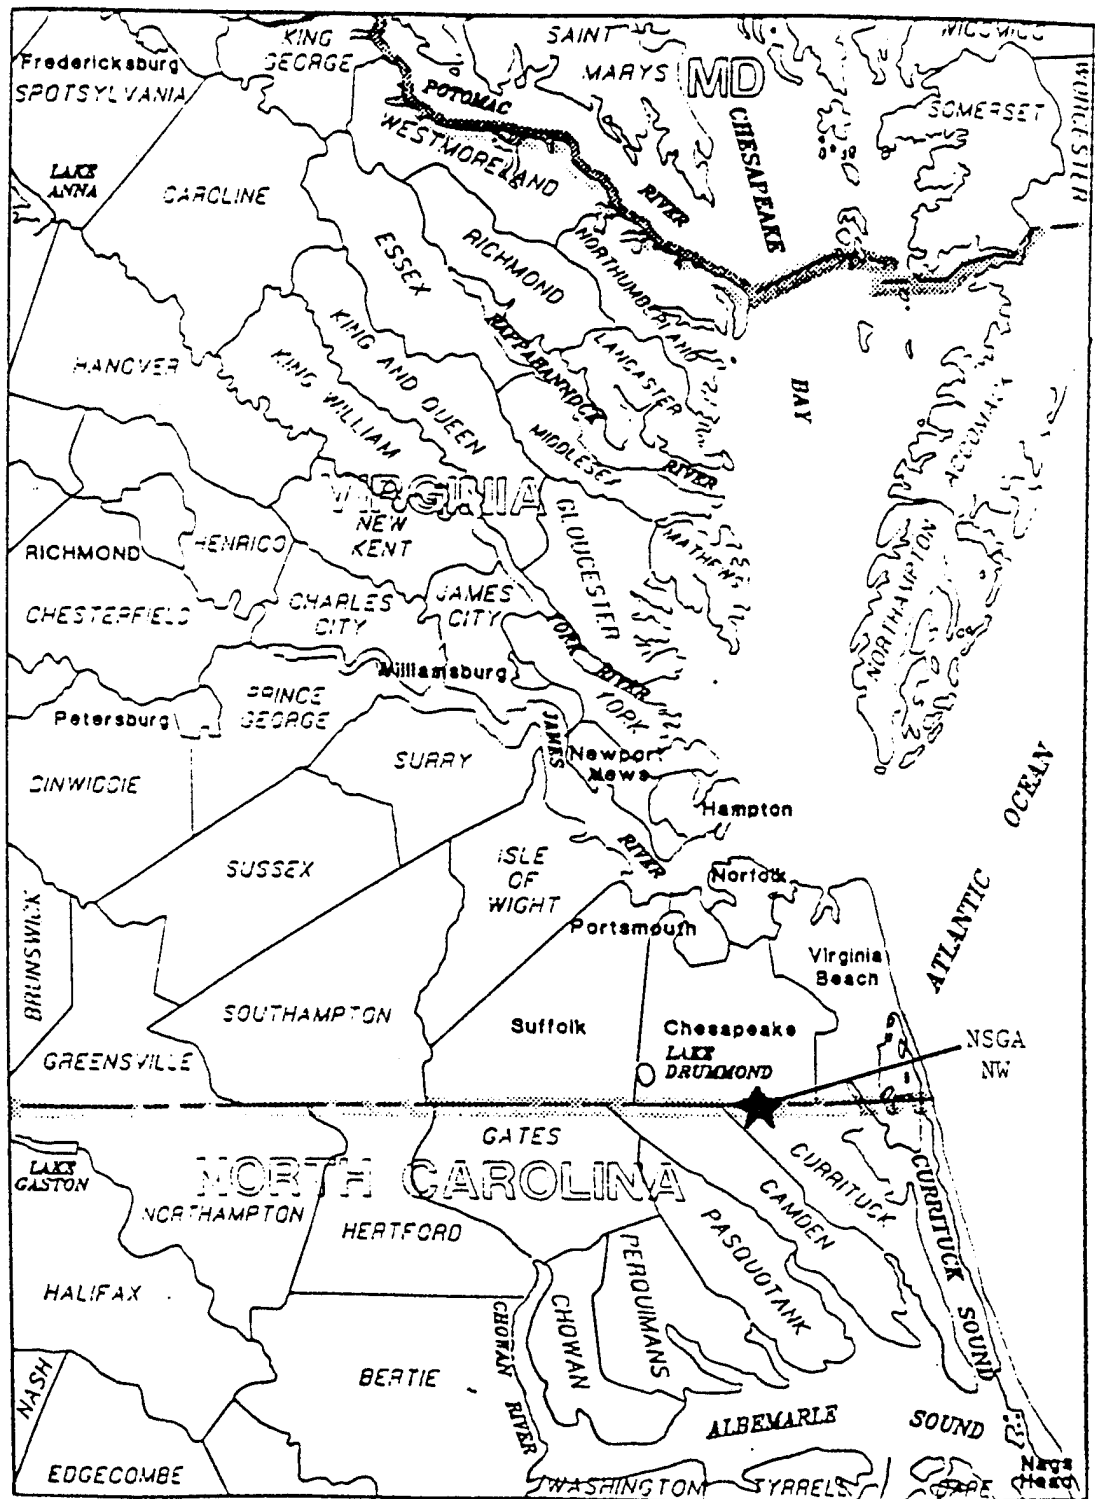 KING
GEORGE
SAINT
MARYS
MD
WICOMICO
Fredericksburg
SPOTSYLVANIA
POTOMAC
SOMERSET
WORCESTER
WESTMORELAND
CHESAPEAKE
LAKE
ANNA
CAROLINE
RIVER
ESSEX
RICHMOND
NORTHUMBERLAND
HANOVER
KING AND QUEEN
KING WILLIAM
RAPPAHANNOCK
LANCASTER
BAY
ACCOMACK
MIDDLESEX
RIVER
VIRGINIA
NEW
KENT
GLOUCESTER
MATHEWS
RICHMOND
HENRICO
NORTHAMPTON
CHESTERFIELD
CHARLES
CITY
JAMES
CITY
YORK RIVER
Williamsburg
YORK
PRINCE
GEORGE
Petersburg
JAMES
SURRY
Newport
News
DINWIDDIE
Hampton
OCEAN
SUSSEX
ISLE
OF
WIGHT
RIVER
Norfolk
BRUNSWICK
Portsmouth
Virginia
Beach
ATLANTIC
SOUTHAMPTON
Suffolk
Chesapeake
LAKE
DRUMMOND
NSGA
NW
GREENSVILLE
GATES
LAKE
GASTON
NORTH CAROLINA
NORTHAMPTON
HERTFORD
CURRITUCK
CAMDEN
PASQUOTANK
PERQUIMANS
CURRITUCK SOUND
HALIFAX
CHOWAN
CHOWAN
RIVER
NASH
BERTIE
ALBEMARLE SOUND
EDGECOMBE
WASHINGTON
TYRRELS
DARE
Nags
Head